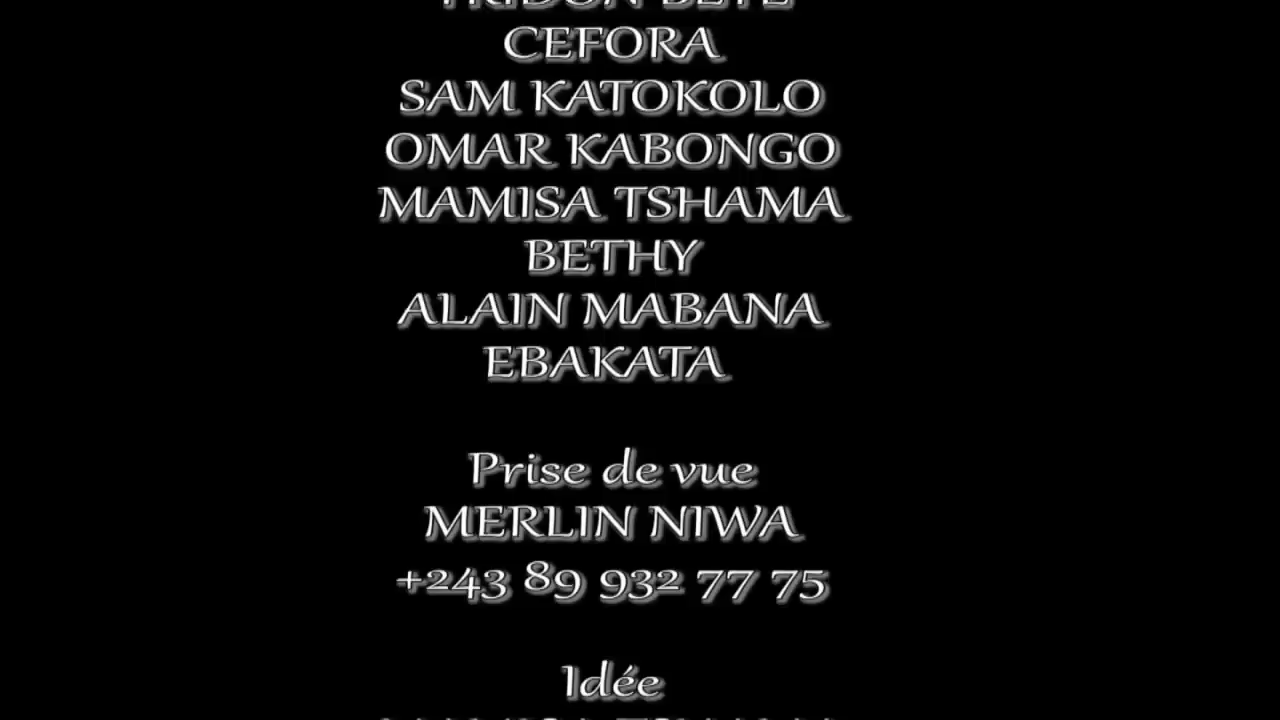 CEFORA
SAM KATOKOLO
OMAR KABONGO
MAMISA TSHAMA
BETHY
ALAIN MABANA
EBAKATA
Prise de vue
MERLIN NIWA
+243 89 932 77 75
Idée